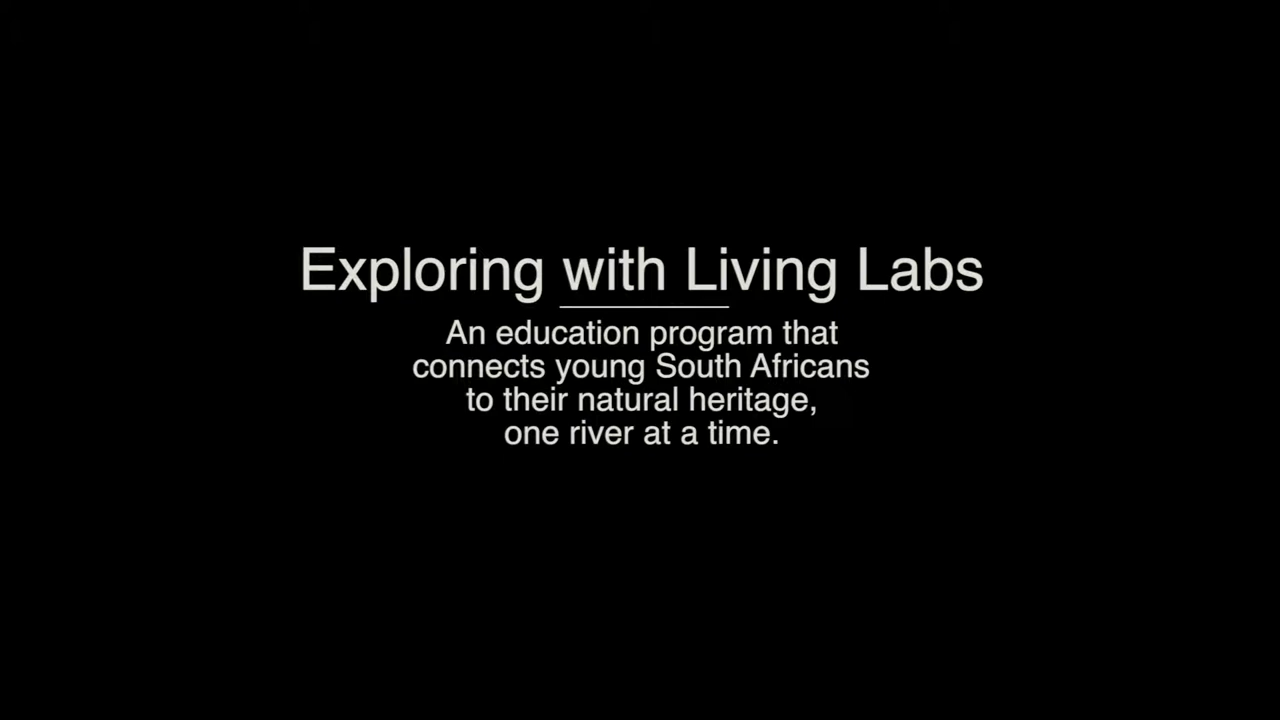 Exploring with Living Labs
An education program that
connects young South Africans
to their natural heritage,
one river at a time.